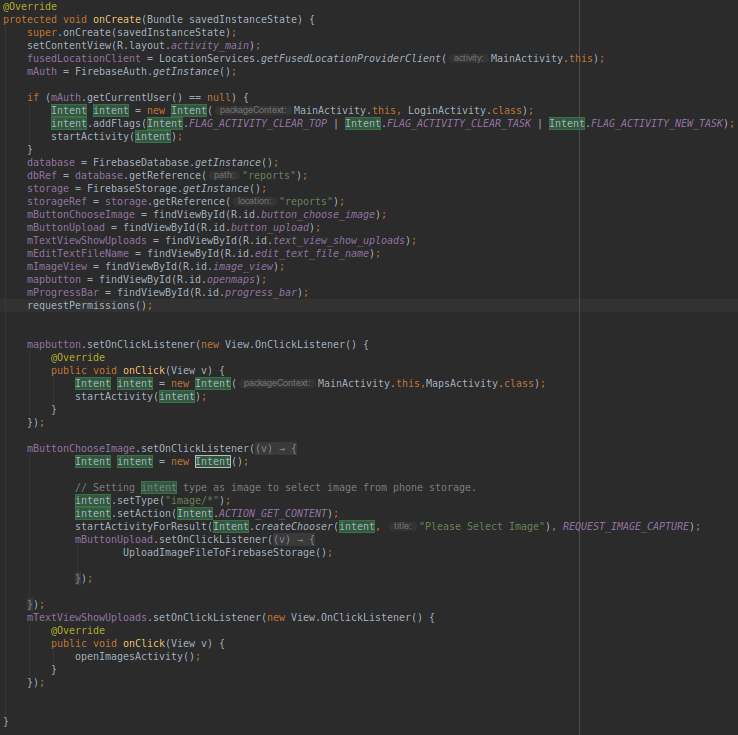 @Override
protected void onCreate(Bundle savedInstanceState) {
    super.onCreate(savedInstanceState);
    setContentView(R.layout.activity_main);
    fusedLocationClient = LocationServices.getFusedLocationProviderClient( activity: MainActivity.this);
    mAuth = FirebaseAuth.getInstance();

    if (mAuth.getCurrentUser() == null) {
        Intent intent = new Intent( packageContext: MainActivity.this, LoginActivity.class);
        intent.addFlags(Intent.FLAG_ACTIVITY_CLEAR_TOP | Intent.FLAG_ACTIVITY_CLEAR_TASK | Intent.FLAG_ACTIVITY_NEW_TASK);
        startActivity(intent);
    }
    database = FirebaseDatabase.getInstance();
    dbRef = database.getReference( path: "reports");
    storage = FirebaseStorage.getInstance();
    storageRef = storage.getReference( location: "reports");
    mButtonChooseImage = findViewById(R.id.button_choose_image);
    mButtonUpload = findViewById(R.id.button_upload);
    mTextViewShowUploads = findViewById(R.id.text_view_show_uploads);
    mEditTextFileName = findViewById(R.id.edit_text_file_name);
    mImageView = findViewById(R.id.image_view);
    mapbutton = findViewById(R.id.openmaps);
    mProgressBar = findViewById(R.id.progress_bar);
    requestPermissions();

    mapbutton.setOnClickListener(new View.OnClickListener() {
        @Override
        public void onClick(View v) {
            Intent intent = new Intent( packageContext: MainActivity.this,MapsActivity.class);
            startActivity(intent);
        }
    });

    mButtonChooseImage.setOnClickListener((v) → {
            Intent intent = new Intent();

            // Setting intent type as image to select image from phone storage.
            intent.setType("image/*");
            intent.setAction(Intent.ACTION_GET_CONTENT);
            startActivityForResult(Intent.createChooser(intent, title: "Please Select Image"), REQUEST_IMAGE_CAPTURE);
            mButtonUpload.setOnClickListener((v) → {
                    UploadImageFileToFirebaseStorage();

            });

    });
    mTextViewShowUploads.setOnClickListener(new View.OnClickListener() {
        @Override
        public void onClick(View v) {
            openImagesActivity();
        }
    });

}